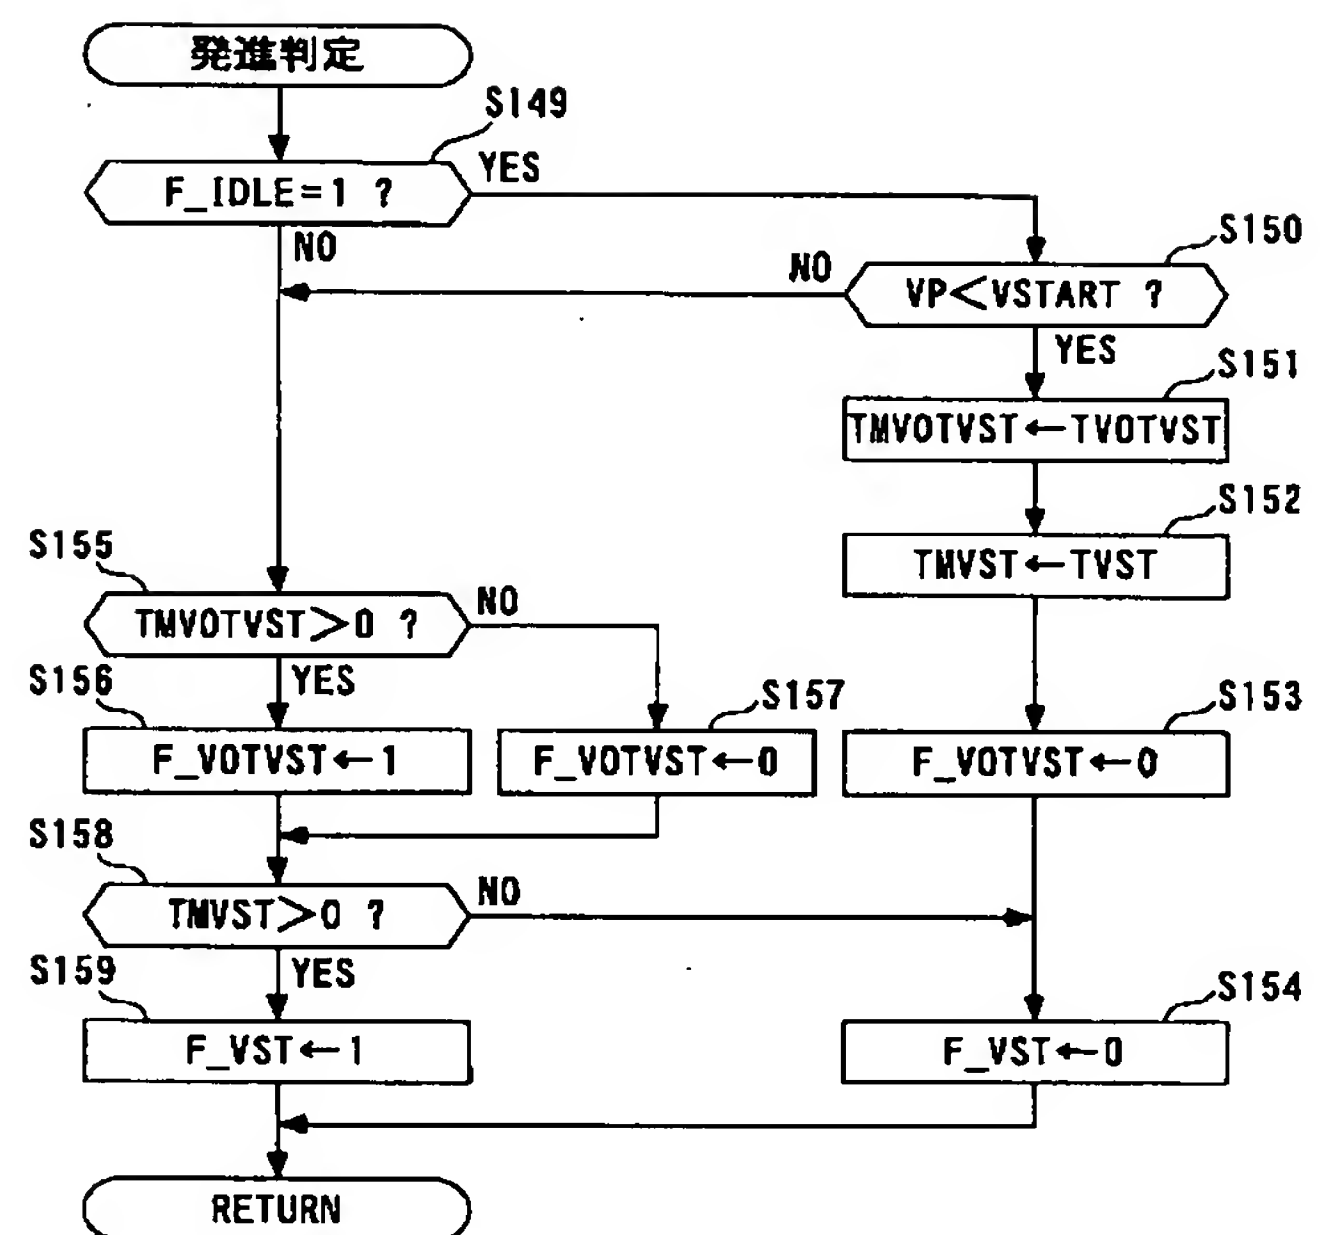 発進判定
S149
F_IDLE=1 ?
YES
NO
S150
VP<VSTART ?
NO
YES
S151
TMVOTVST←TVOTVST
S152
TMVST←TVST
S155
TMVOTVST>0 ?
NO
YES
S156
F_VOTVST←1
S157
F_VOTVST←0
S153
F_VOTVST←0
S158
TMVST>0 ?
NO
YES
S159
F_VST←1
S154
F_VST←0
RETURN